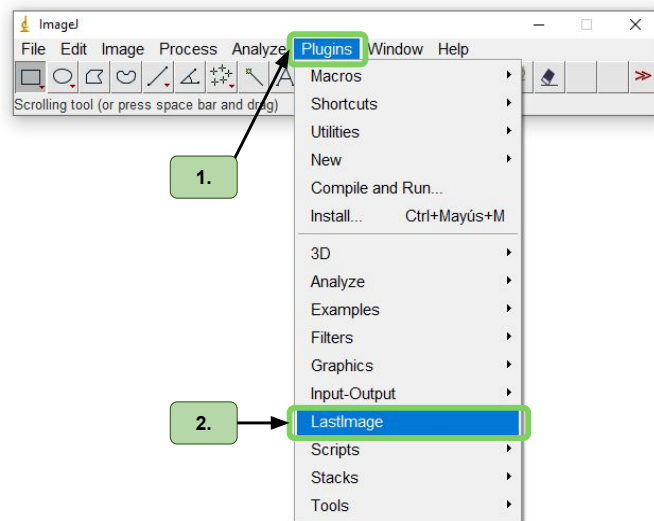 ImageJ
File Edit Image Process Analyze Plugins Window Help
A
Scrolling tool (or press space bar and drag)
Macros
Shortcuts
Utilities
New
Compile and Run...
Install... Ctrl+Mayús+M
3D
Analyze
Examples
Filters
Graphics
Input-Output
LastImage
Scripts
Stacks
Tools
1.
2.